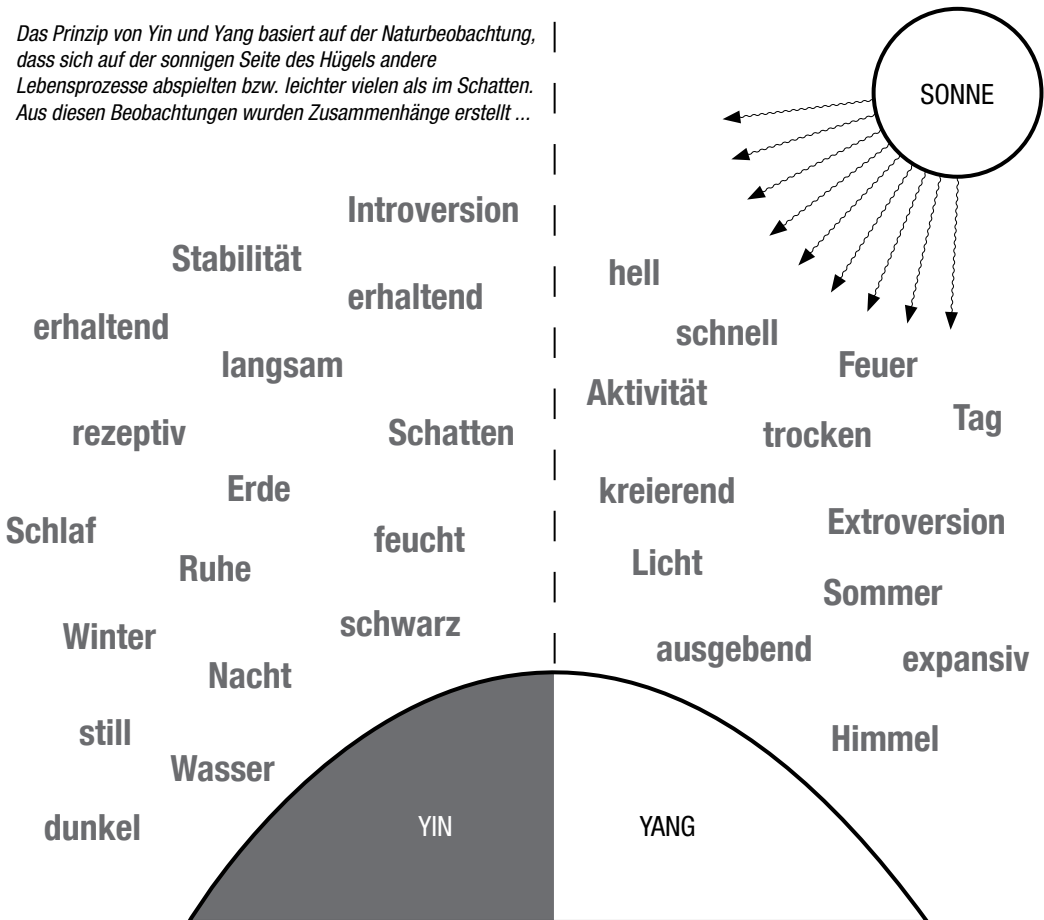 Das Prinzip von Yin und Yang basiert auf der Naturbeobachtung,
dass sich auf der sonnigen Seite des Hügels andere
Lebensprozesse abspielten bzw. leichter vielen als im Schatten.
Aus diesen Beobachtungen wurden Zusammenhänge erstellt ...
SONNE
Introversion
Stabilität
erhaltend
erhaltend
langsam
rezeptiv
Schatten
Erde
Schlaf
feucht
Ruhe
schwarz
Winter
Nacht
still
Wasser
dunkel
YIN
hell
schnell
Feuer
Aktivität
Tag
trocken
kreierend
Extroversion
Licht
Sommer
ausgebend
expansiv
Himmel
YANG